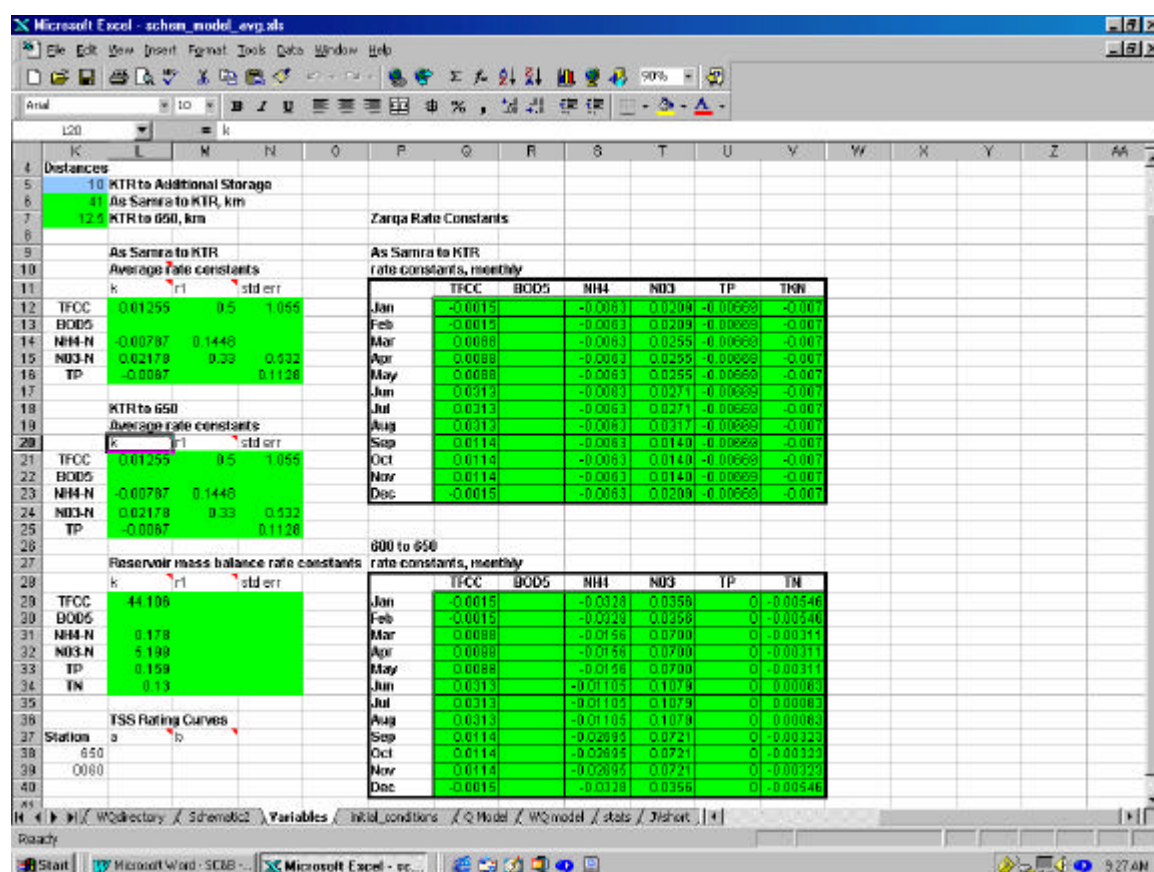 Microsoft Excel - schem_model_avg.xls
File Edit View Insert Format Tools Data Window Help
90%
Arial 10 B I U % ,
L20 = k
K L M N O P Q R S T U V W X Y Z AA
4 Distances
5 10 KTR to Additional Storage
6 41 As Samra to KTR, km
7 12.5 KTR to 650, km Zarqa Rate Constants
8
9 As Samra to KTR As Samra to KTR
10 Average rate constants rate constants, monthly
11 k r1 std err TFCC BOD5 NH4 NO3 TP TKN
12 TFCC 0.01255 0.5 1.055 Jan -0.0015 -0.0063 0.0209 -0.00669 -0.007
13 BOD5 Feb -0.0015 -0.0063 0.0209 -0.00669 -0.007
14 NH4-N -0.00787 0.1448 Mar 0.0088 -0.0063 0.0255 -0.00669 -0.007
15 NO3-N 0.02178 0.33 0.532 Apr 0.0088 -0.0063 0.0255 -0.00669 -0.007
16 TP -0.0067 0.1128 May 0.0088 -0.0063 0.0255 -0.00669 -0.007
17 Jun 0.0313 -0.0063 0.0271 -0.00669 -0.007
18 KTR to 650 Jul 0.0313 -0.0063 0.0271 -0.00669 -0.007
19 Average rate constants Aug 0.0313 -0.0063 0.0317 -0.00669 -0.007
20 k r1 std err Sep 0.0114 -0.0063 0.0140 -0.00669 -0.007
21 TFCC 0.01255 0.5 1.055 Oct 0.0114 -0.0063 0.0140 -0.00669 -0.007
22 BOD5 Nov 0.0114 -0.0063 0.0140 -0.00669 -0.007
23 NH4-N -0.00787 0.1448 Dec -0.0015 -0.0063 0.0209 -0.00669 -0.007
24 NO3-N 0.02178 0.33 0.532
25 TP -0.0067 0.1128
26 600 to 650
27 Reservoir mass balance rate constants rate constants, monthly
28 k r1 std err TFCC BOD5 NH4 NO3 TP TN
29 TFCC 44.106 Jan -0.0015 -0.0328 0.0356 0 -0.00546
30 BOD5 Feb -0.0015 -0.0328 0.0356 0 -0.00546
31 NH4-N 0.178 Mar 0.0088 -0.0156 0.0700 0 -0.00311
32 NO3-N 5.198 Apr 0.0088 -0.0156 0.0700 0 -0.00311
33 TP 0.159 May 0.0088 -0.0156 0.0700 0 -0.00311
34 TN 0.13 Jun 0.0313 -0.01105 0.1079 0 0.00083
35 Jul 0.0313 -0.01105 0.1079 0 0.00083
36 TSS Rating Curves Aug 0.0313 -0.01105 0.1079 0 0.00083
37 Station a b Sep 0.0114 -0.02695 0.0721 0 -0.00323
38 650 Oct 0.0114 -0.02695 0.0721 0 -0.00323
39 0060 Nov 0.0114 -0.02695 0.0721 0 -0.00323
40 Dec -0.0015 -0.0328 0.0356 0 -0.00546
41
WQdirectory Schematic2 Variables initial_conditions Q Model WQmodel stats
Ready
Start Microsoft Word - SC&B -... Microsoft Excel - sc... 9:27 AM